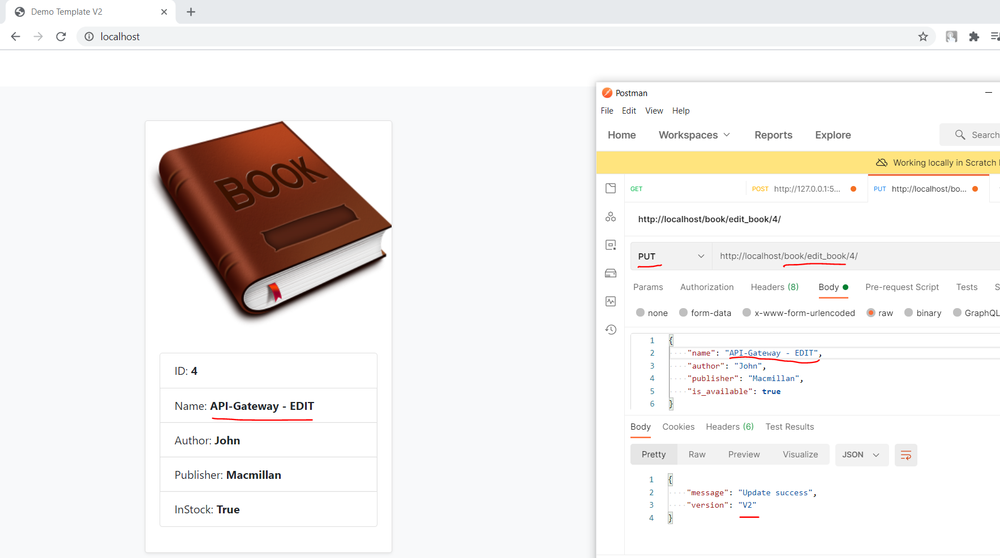 Demo Template V2
localhost
BOOK
ID: 4
Name: API-Gateway - EDIT
Author: John
Publisher: Macmillan
InStock: True
Postman
File Edit View Help
Home Workspaces Reports Explore Search
Working locally in Scratch
GET POST http://127.0.0.1:5... PUT http://localhost/bo...
http://localhost/book/edit_book/4/
PUT http://localhost/book/edit_book/4/
Params Authorization Headers (8) Body Pre-request Script Tests S
none form-data x-www-form-urlencoded raw binary GraphQL
1 {
2 "name": "API-Gateway - EDIT",
3 "author": "John",
4 "publisher": "Macmillan",
5 "is_available": true
6 }
Body Cookies Headers (6) Test Results
Pretty Raw Preview Visualize JSON
1 {
2 "message": "Update success",
3 "version": "V2"
4 }